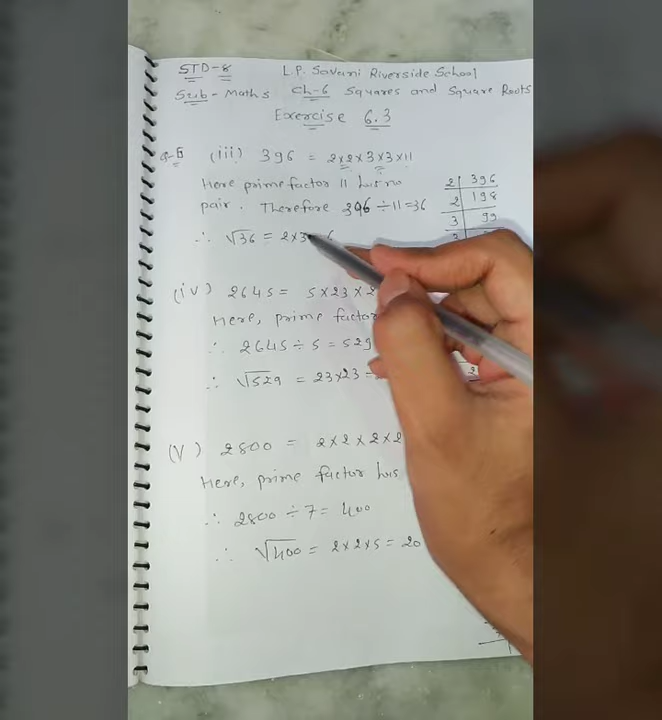 STD-8 L.P. Savani Riverside School
Sub-Maths Ch-6 Squares and Square Roots
Exercise 6.3
(iii) 396 = 2×2×3×3×11
Here prime factor 11 has no
pair. Therefore 396 ÷ 11 = 36
∴ √36 = 2×3 6
2 | 396
2 | 198
3 | 99
(iv) 2645 = 5×23×2
Here, prime factor
∴ 2645 ÷ 5 = 529
∴ √529 = 23×23
(V) 2800 = 2×2×2×2
Here, prime factor has
∴ 2800 ÷ 7 = 400
∴ √400 = 2×2×5 = 20